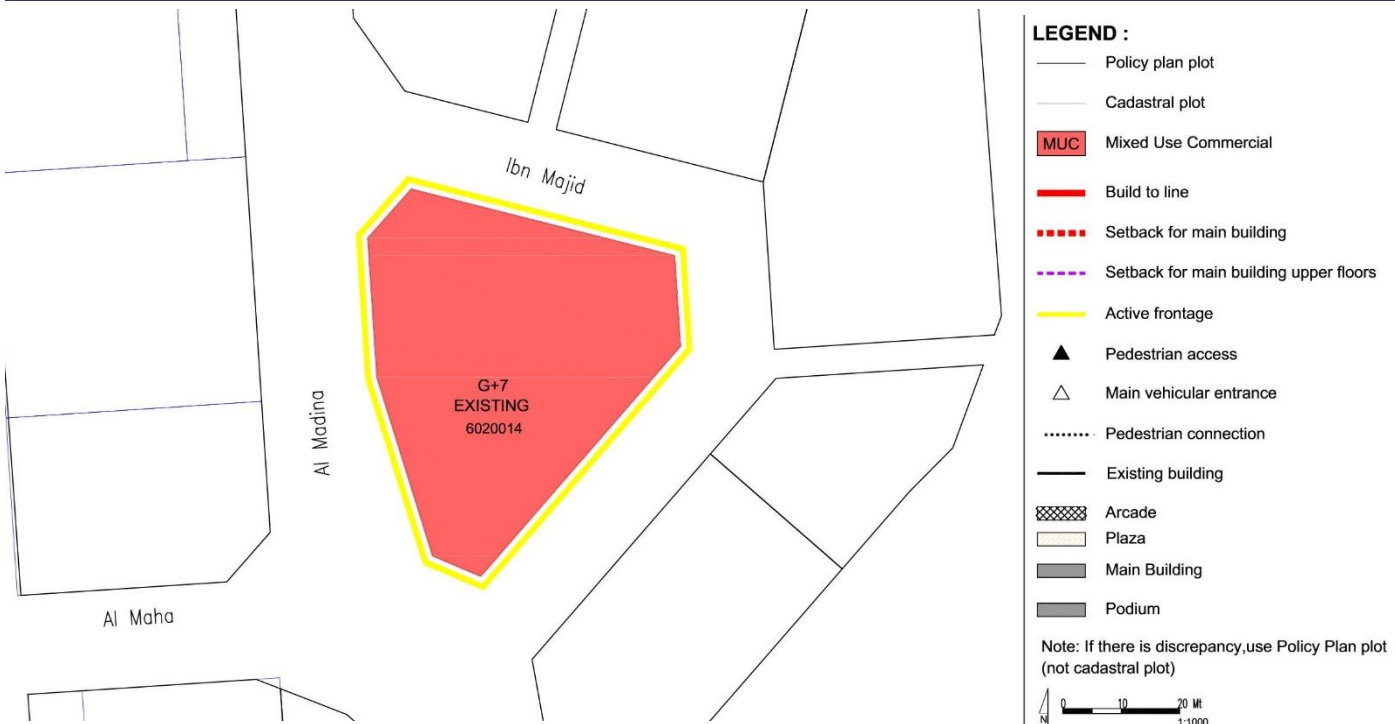 Ibn Majid
Al Madina
G+7
EXISTING
6020014
Al Maha
LEGEND :
Policy plan plot
Cadastral plot
MUC Mixed Use Commercial
Build to line
Setback for main building
Setback for main building upper floors
Active frontage
Pedestrian access
Main vehicular entrance
Pedestrian connection
Existing building
Arcade
Plaza
Main Building
Podium
Note: If there is discrepancy,use Policy Plan plot
(not cadastral plot)
N 0 10 20 Mt
1:1000